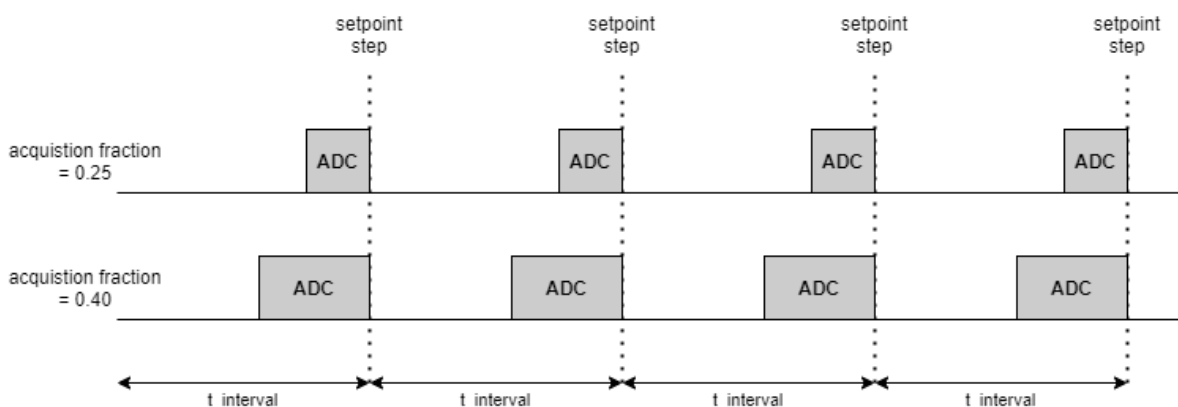 setpoint
step
setpoint
step
setpoint
step
setpoint
step
acquistion fraction
= 0.25
ADC
ADC
ADC
ADC
acquistion fraction
= 0.40
ADC
ADC
ADC
ADC
t interval
t interval
t interval
t interval